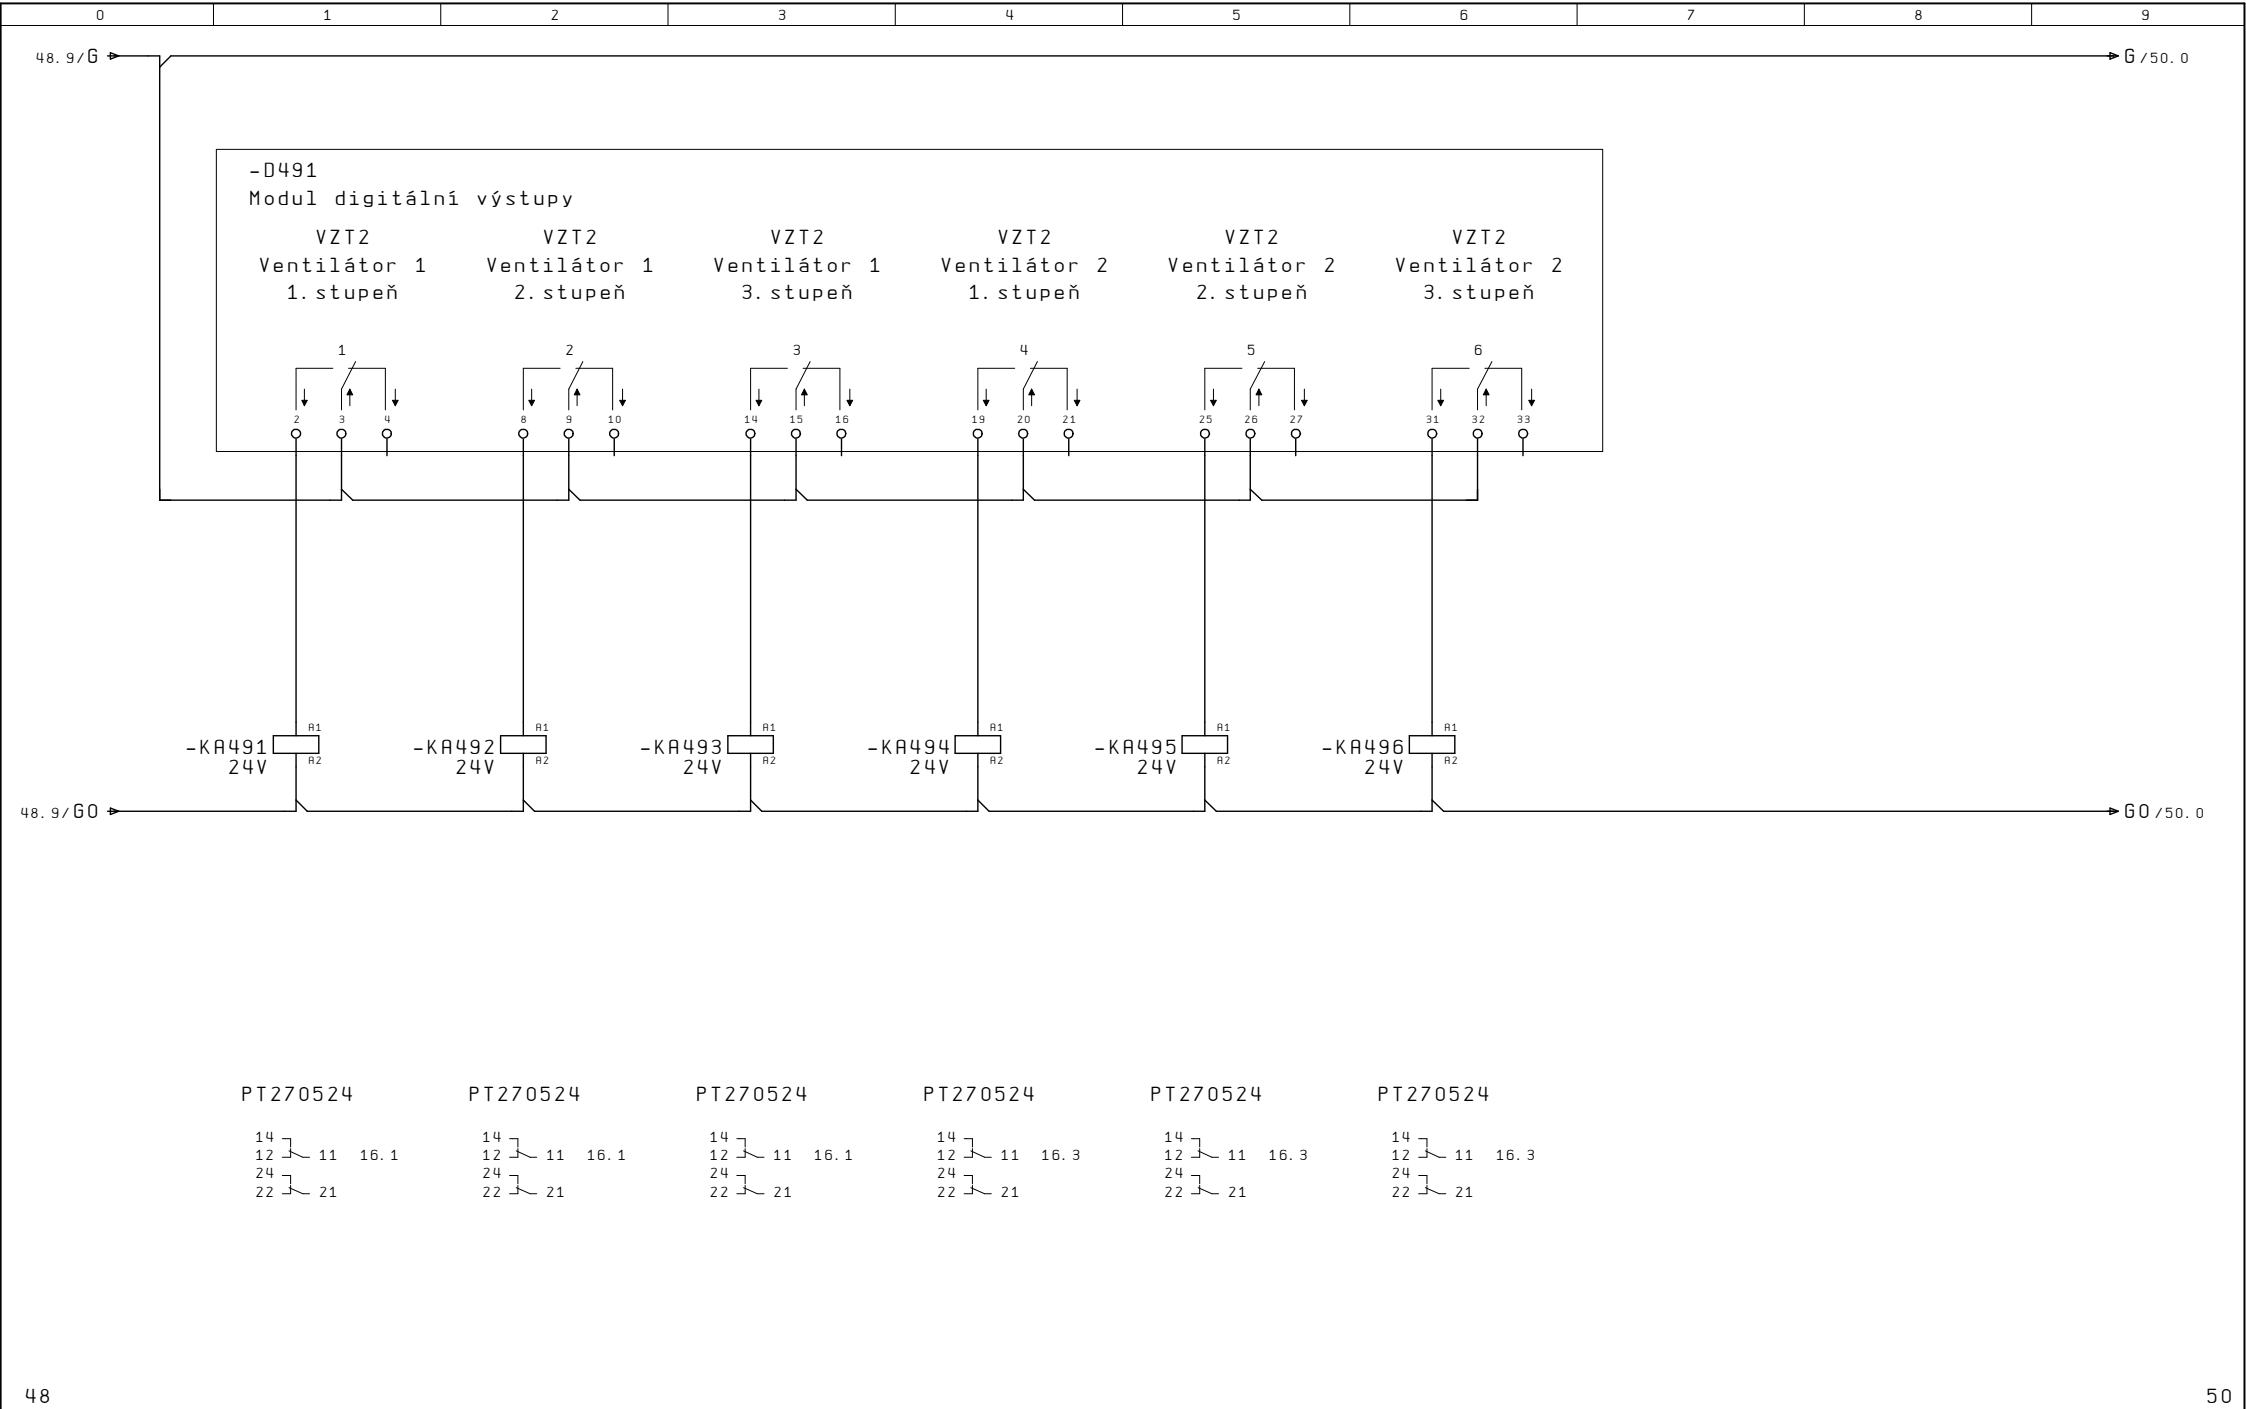 0 1 2 3 4 5 6 7 8 9
48.9/G G/50.0
-D491
Modul digitální výstupy
VZT2 VZT2 VZT2 VZT2 VZT2 VZT2
Ventilátor 1 Ventilátor 1 Ventilátor 1 Ventilátor 2 Ventilátor 2 Ventilátor 2
1. stupeň 2. stupeň 3. stupeň 1. stupeň 2. stupeň 3. stupeň
1 2 3 4 5 6
2 3 4 8 9 10 14 15 16 19 20 21 25 26 27 31 32 33
A1 A1 A1 A1 A1 A1
-KA491 -KA492 -KA493 -KA494 -KA495 -KA496
24V A2 24V A2 24V A2 24V A2 24V A2 24V A2
48.9/G0 G0/50.0
PT270524 PT270524 PT270524 PT270524 PT270524 PT270524
14 14 14 14 14 14
12 11 16.1 12 11 16.1 12 11 16.1 12 11 16.3 12 11 16.3 12 11 16.3
24 24 24 24 24 24
22 21 22 21 22 21 22 21 22 21 22 21
48 50